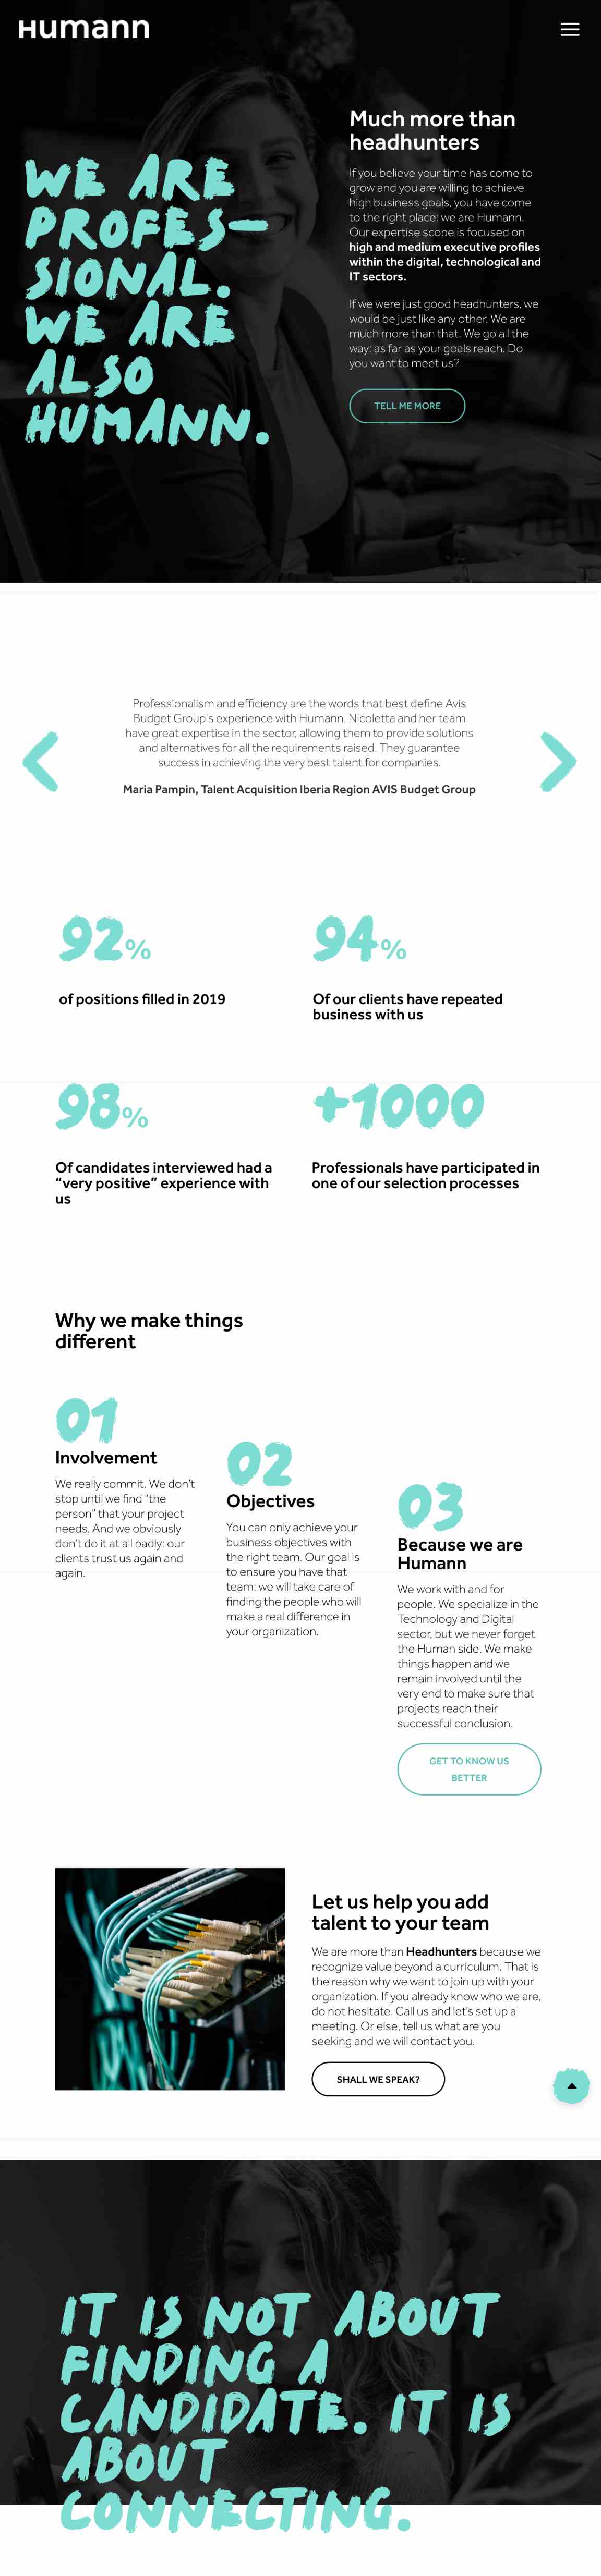 Humann
WE ARE
PROFES-
SIONAL.
WE ARE
ALSO
HUMANN.
Much more than
headhunters
If you believe your time has come to
grow and you are willing to achieve
high business goals, you have come
to the right place: we are Humann.
Our expertise scope is focused on
high and medium executive profiles
within the digital, technological and
IT sectors.
If we were just good headhunters, we
would be just like any other. We are
much more than that. We go all the
way: as far as your goals reach. Do
you want to meet us?
TELL ME MORE
Professionalism and efficiency are the words that best define Avis
Budget Group's experience with Humann. Nicoletta and her team
have great expertise in the sector, allowing them to provide solutions
and alternatives for all the requirements raised. They guarantee
success in achieving the very best talent for companies.
Maria Pampin, Talent Acquisition Iberia Region AVIS Budget Group
92%
of positions filled in 2019
94%
Of our clients have repeated
business with us
98%
Of candidates interviewed had a
"very positive" experience with
us
+1000
Professionals have participated in
one of our selection processes
Why we make things
different
01
Involvement
We really commit. We don't
stop until we find "the
person" that your project
needs. And we obviously
don't do it at all badly: our
clients trust us again and
again.
02
Objectives
You can only achieve your
business objectives with
the right team. Our goal is
to ensure you have that
team: we will take care of
finding the people who will
make a real difference in
your organization.
03
Because we are
Humann
We work with and for
people. We specialize in the
Technology and Digital
sector, but we never forget
the Human side. We make
things happen and we
remain involved until the
very end to make sure that
projects reach their
successful conclusion.
GET TO KNOW US
BETTER
Let us help you add
talent to your team
We are more than Headhunters because we
recognize value beyond a curriculum. That is
the reason why we want to join up with your
organization. If you already know who we are,
do not hesitate. Call us and let's set up a
meeting. Or else, tell us what are you
seeking and we will contact you.
SHALL WE SPEAK?
IT IS NOT ABOUT
FINDING A
CANDIDATE. IT IS
ABOUT
CONNECTING.